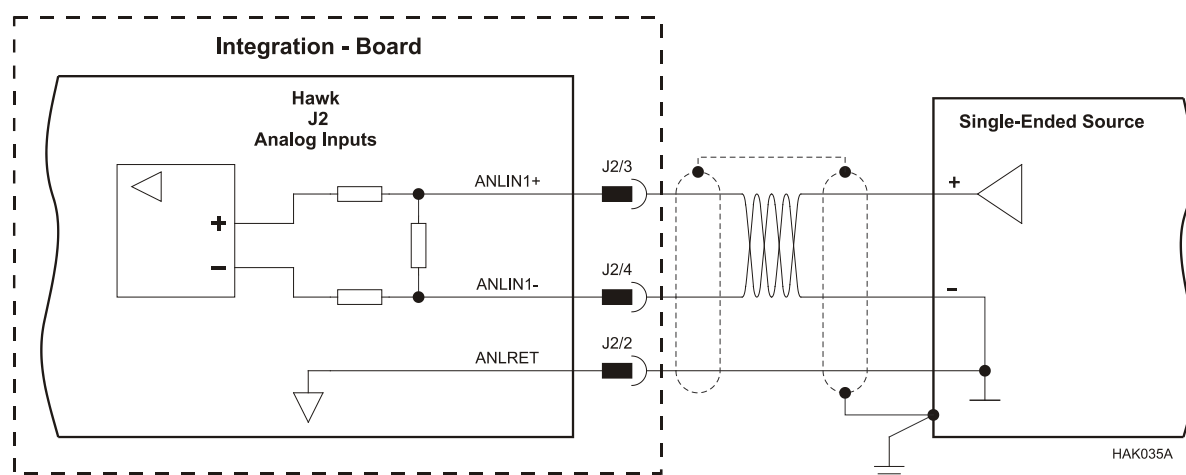 Integration - Board
Hawk
J2
Analog Inputs
Single-Ended Source
J2/3
ANLIN1+
+
+
-
J2/4
ANLIN1-
-
J2/2
ANLRET
HAK035A